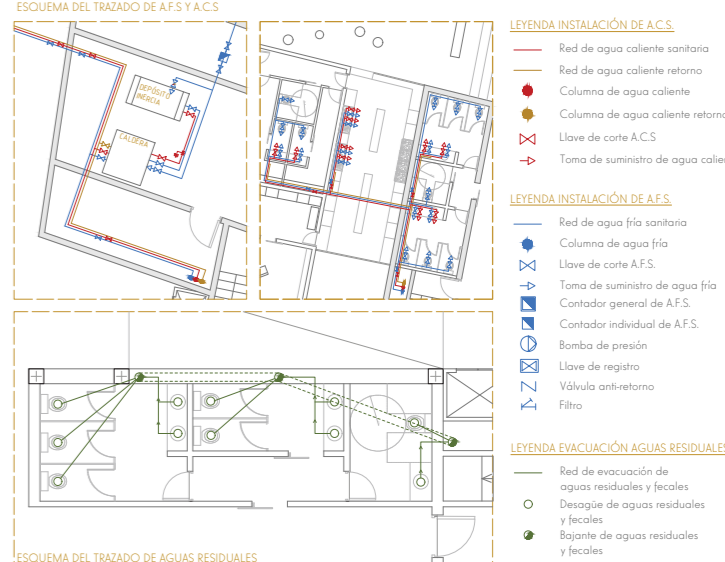 ESQUEMA DEL TRAZADO DE A.F.S Y A.C.S
DEPÓSITO
INERCIA
CALDERA
LEYENDA INSTALACIÓN DE A.C.S.
Red de agua caliente sanitaria
Red de agua caliente retorno
Columna de agua caliente
Columna de agua caliente retorno
Llave de corte A.C.S
Toma de suministro de agua calie
LEYENDA INSTALACIÓN DE A.F.S.
Red de agua fría sanitaria
Columna de agua fría
Llave de corte A.F.S.
Toma de suministro de agua fría
Contador general de A.F.S.
Contador individual de A.F.S.
Bomba de presión
Llave de registro
Válvula anti-retorno
Filtro
LEYENDA EVACUACIÓN AGUAS RESIDUALES
Red de evacuación de
aguas residuales y fecales
Desagüe de aguas residuales
y fecales
Bajante de aguas residuales
y fecales
ESQUEMA DEL TRAZADO DE AGUAS RESIDUALES